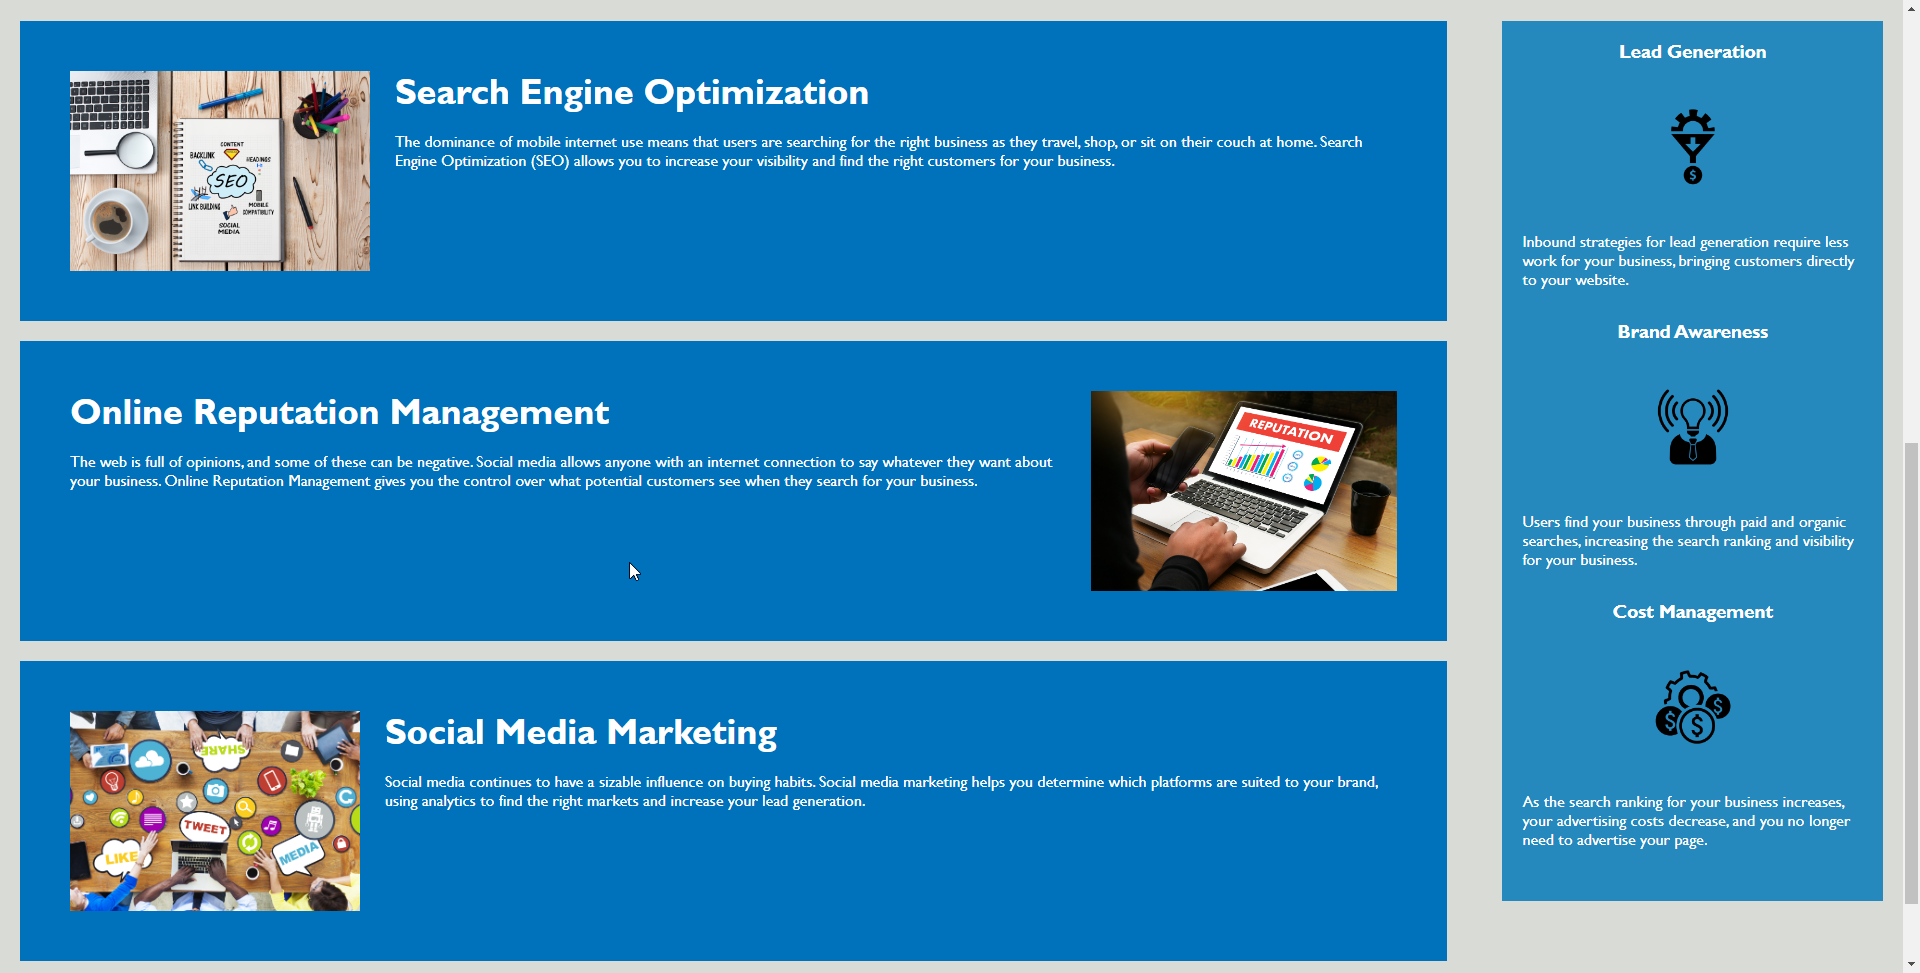 Search Engine Optimization
The dominance of mobile internet use means that users are searching for the right business as they travel, shop, or sit on their couch at home. Search
Engine Optimization (SEO) allows you to increase your visibility and find the right customers for your business.
CONTENT
BACKLINK
HEADINGS
SEO
LINK BUILDING
MOBILE
COMPATIBILITY
SOCIAL
MEDIA
Online Reputation Management
The web is full of opinions, and some of these can be negative. Social media allows anyone with an internet connection to say whatever they want about
your business. Online Reputation Management gives you the control over what potential customers see when they search for your business.
REPUTATION
Social Media Marketing
Social media continues to have a sizable influence on buying habits. Social media marketing helps you determine which platforms are suited to your brand,
using analytics to find the right markets and increase your lead generation.
SHARE
TWEET
LIKE
MEDIA
Lead Generation
$
Inbound strategies for lead generation require less
work for your business, bringing customers directly
to your website.
Brand Awareness
Users find your business through paid and organic
searches, increasing the search ranking and visibility
for your business.
Cost Management
$ $ $
As the search ranking for your business increases,
your advertising costs decrease, and you no longer
need to advertise your page.